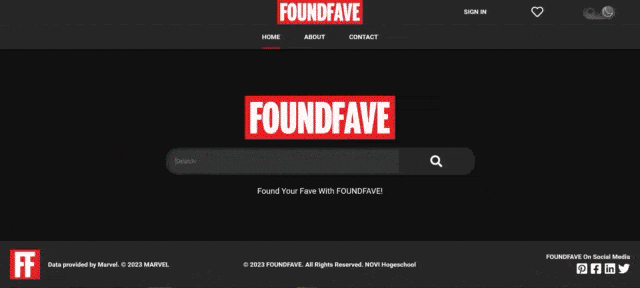 FOUNDFAVE
SIGN IN
HOME ABOUT CONTACT
FOUNDFAVE
Search
Found Your Fave With FOUNDFAVE!
FF
Data provided by Marvel. © 2023 MARVEL
© 2023 FOUNDFAVE. All Rights Reserved. NOVI Hogeschool
FOUNDFAVE On Social Media